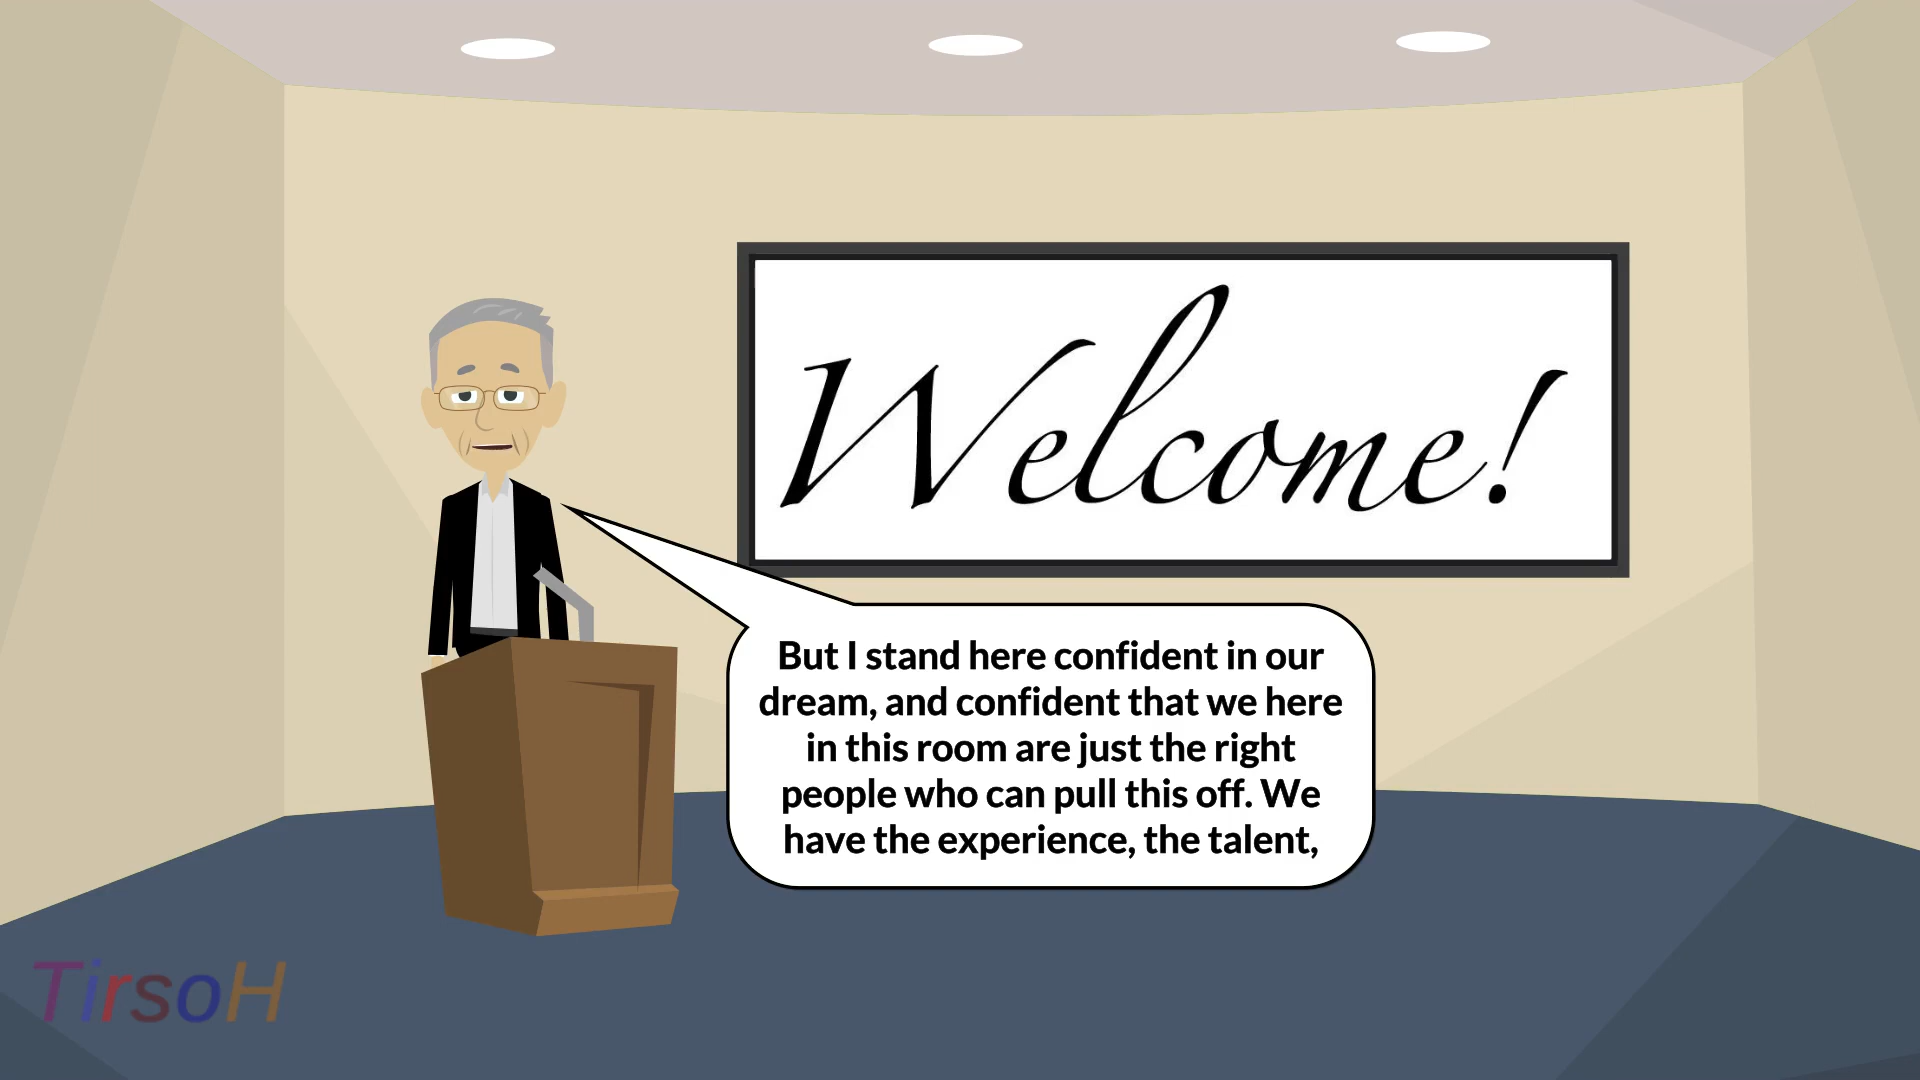 Welcome!
But I stand here confident in our
dream, and confident that we here
in this room are just the right
people who can pull this off. We
have the experience, the talent,
TirsoH